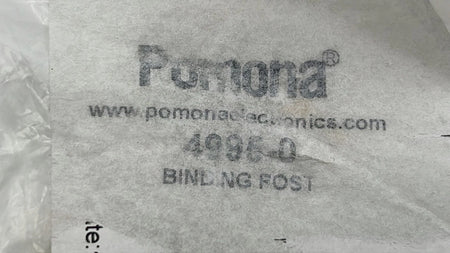 Pomona®
www.pomonaelectronics.com
4995-0
BINDING POST